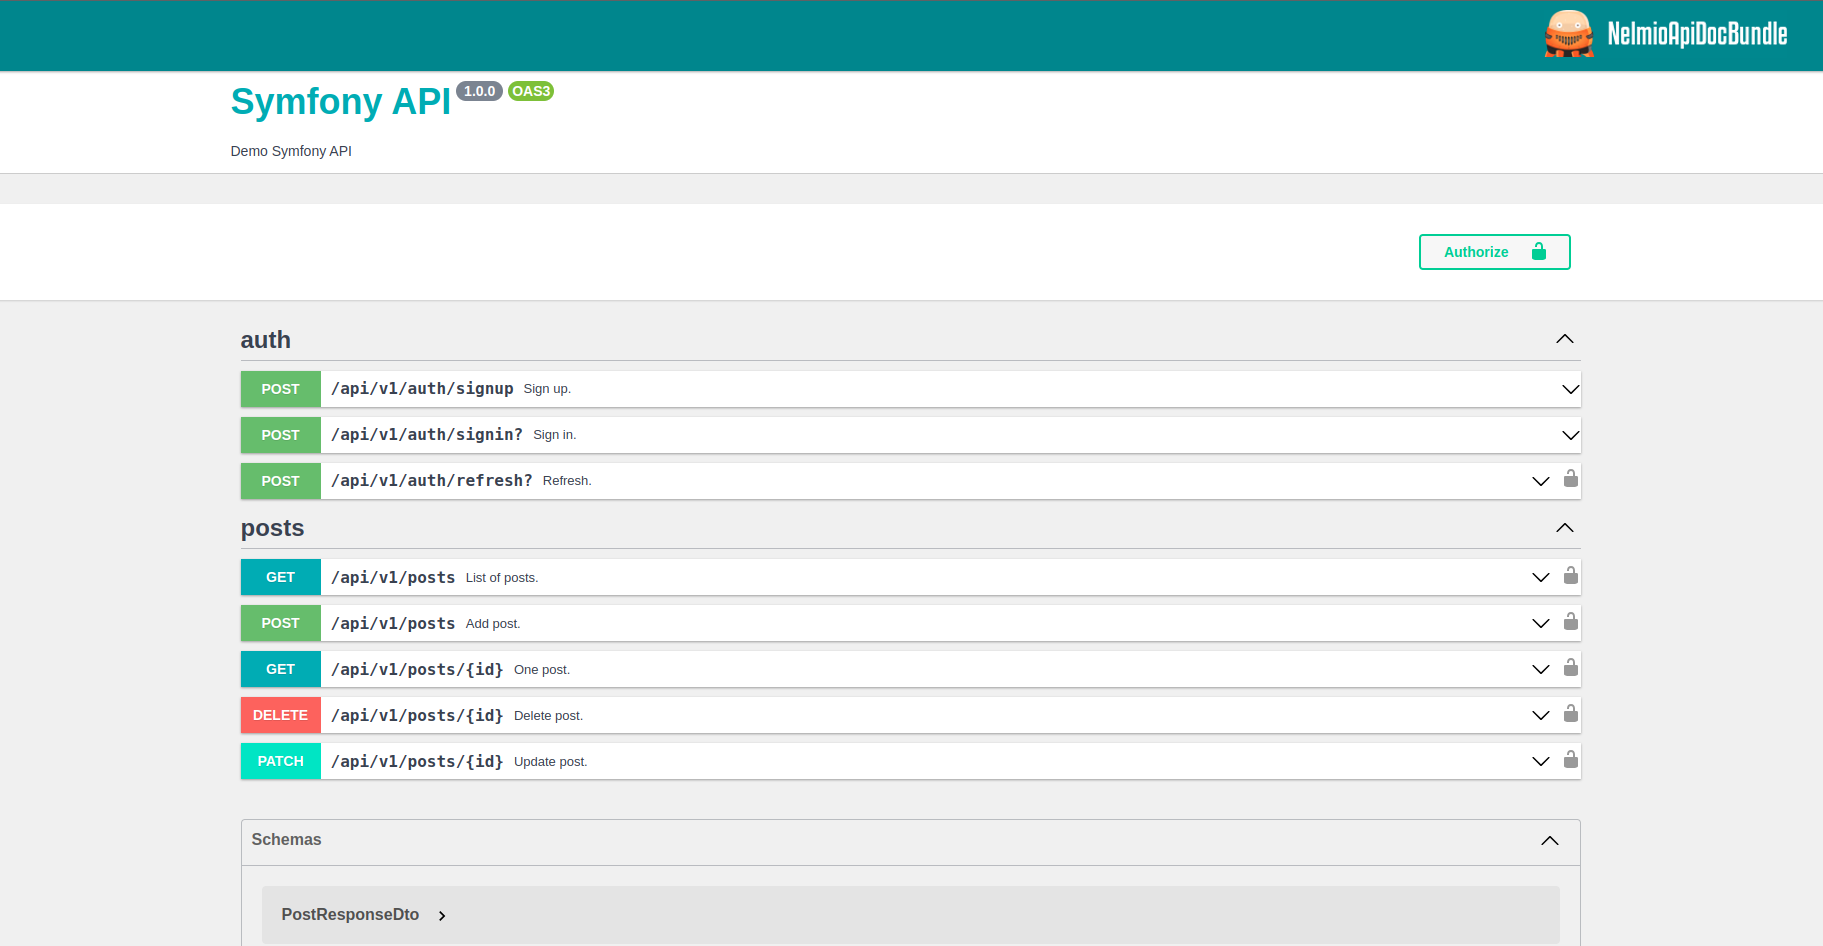 NelmioApiDocBundle
Symfony API 1.0.0 OAS3
Demo Symfony API
Authorize
auth
POST /api/v1/auth/signup Sign up.
POST /api/v1/auth/signin? Sign in.
POST /api/v1/auth/refresh? Refresh.
posts
GET /api/v1/posts List of posts.
POST /api/v1/posts Add post.
GET /api/v1/posts/{id} One post.
DELETE /api/v1/posts/{id} Delete post.
PATCH /api/v1/posts/{id} Update post.
Schemas
PostResponseDto